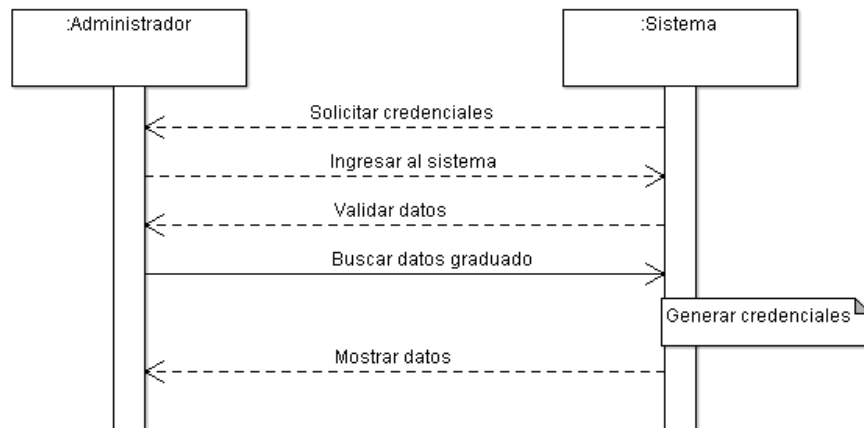 :Administrador
:Sistema
Solicitar credenciales
Ingresar al sistema
Validar datos
Buscar datos graduado
Generar credenciales
Mostrar datos